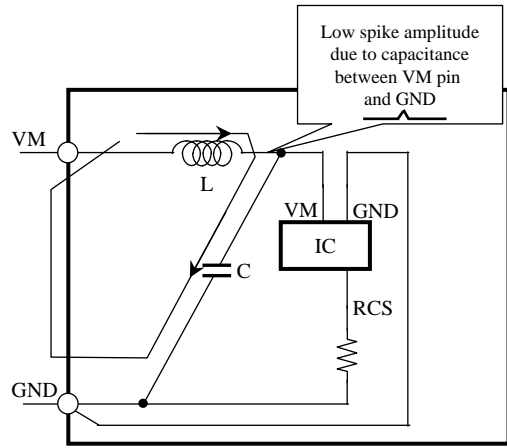 Low spike amplitude
due to capacitance
between VM pin
and GND
VM
L
VM
GND
IC
C
RCS
GND